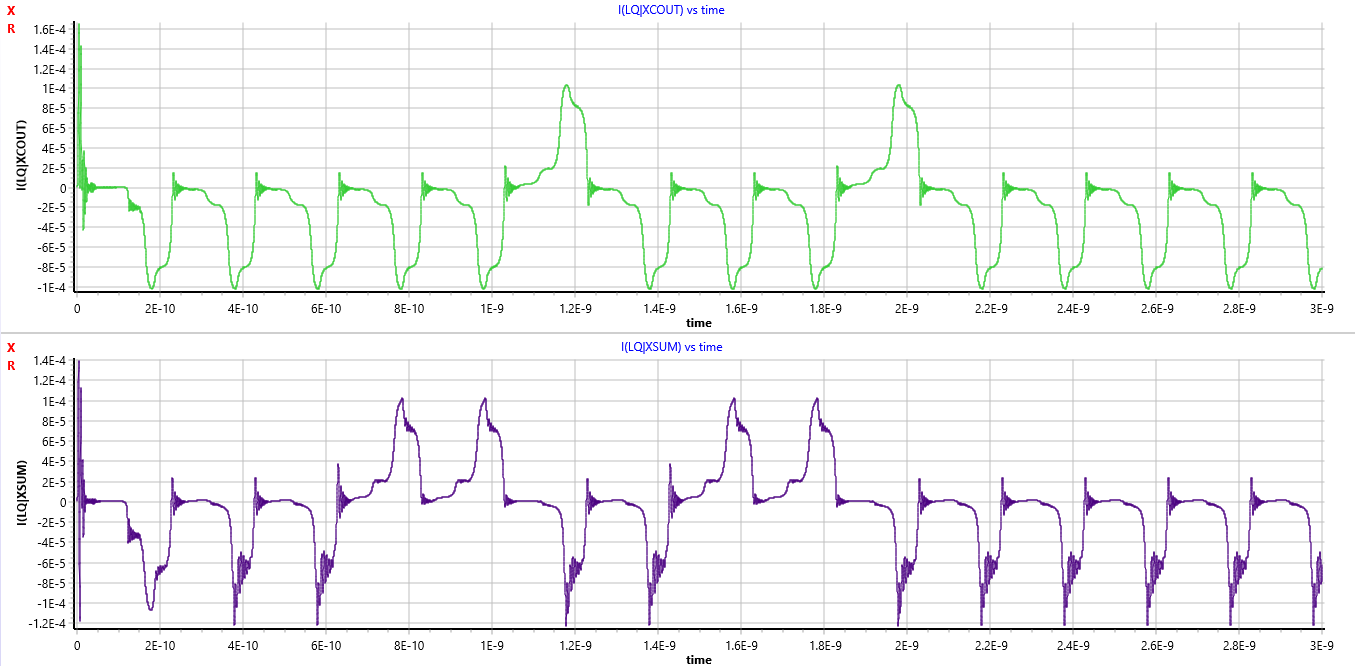 X
R
I(LQ|XCOUT) vs time
I(LQ|XCOUT)
1.6E-4
1.4E-4
1.2E-4
1E-4
8E-5
6E-5
4E-5
2E-5
0
-2E-5
-4E-5
-6E-5
-8E-5
-1E-4
0 2E-10 4E-10 6E-10 8E-10 1E-9 1.2E-9 1.4E-9 1.6E-9 1.8E-9 2E-9 2.2E-9 2.4E-9 2.6E-9 2.8E-9 3E-9
time
X
R
I(LQ|XSUM) vs time
I(LQ|XSUM)
1.4E-4
1.2E-4
1E-4
8E-5
6E-5
4E-5
2E-5
0
-2E-5
-4E-5
-6E-5
-8E-5
-1E-4
-1.2E-4
0 2E-10 4E-10 6E-10 8E-10 1E-9 1.2E-9 1.4E-9 1.6E-9 1.8E-9 2E-9 2.2E-9 2.4E-9 2.6E-9 2.8E-9 3E-9
time